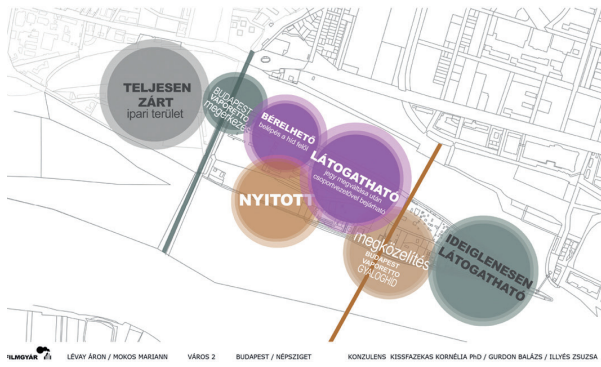 TELJESEN
ZÁRT
ipari terület
BUDAPEST
VAPORETTO
megérkezés
BÉRELHETŐ
belépés a híd felől
LÁTOGATHATÓ
jegy megváltása után
csoportvezetővel bejárható
NYITOTT
megközelítés
BUDAPEST
VAPORETTO
GYALOGHÍD
IDEIGLENESEN
LÁTOGATHATÓ
FILMGYÁR LÉVAY ÁRON / MOKOS MARIANN VÁROS 2 BUDAPEST / NÉPSZIGET KONZULENS KISSFAZEKAS KORNÉLIA PhD / GURDON BALÁZS / ILLYÉS ZSUZSA